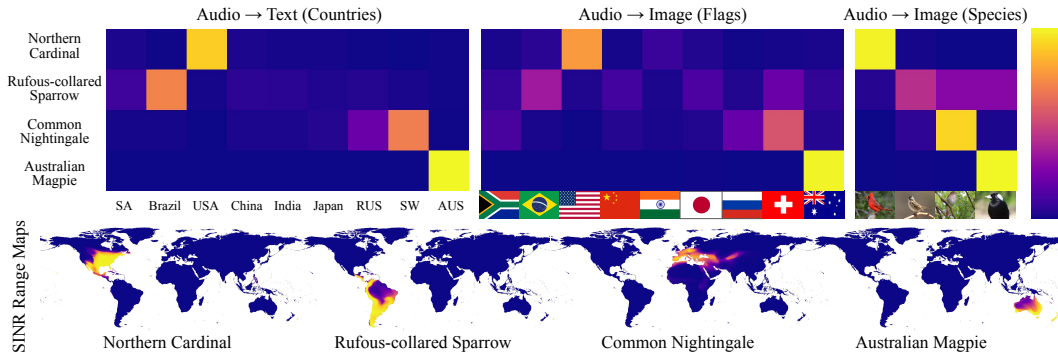 Audio → Text (Countries)
Audio → Image (Flags)
Audio → Image (Species)
Northern
Cardinal
Rufous-collared
Sparrow
Common
Nightingale
Australian
Magpie
SA Brazil USA China India Japan RUS SW AUS
SINR Range Maps
Northern Cardinal
Rufous-collared Sparrow
Common Nightingale
Australian Magpie